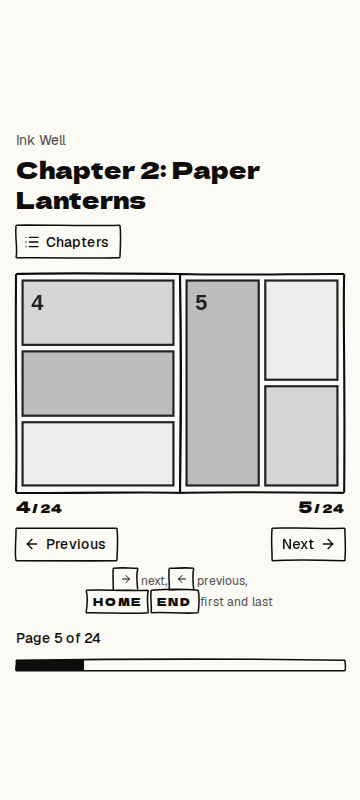 Ink Well
Chapter 2: Paper
Lanterns
Chapters
4 5
4/24 5/24
← Previous Next →
→ next, ← previous,
HOME END first and last
Page 5 of 24